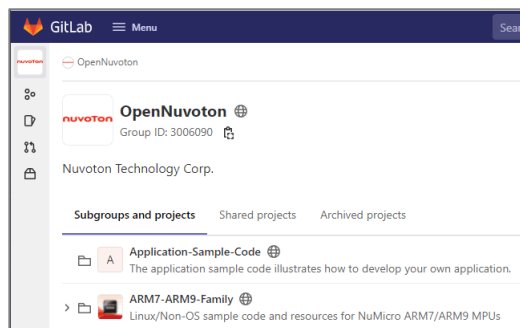 GitLab Menu Sear
nuvoton OpenNuvoton
nuvoTon OpenNuvoton
Group ID: 3006090
Nuvoton Technology Corp.
Subgroups and projects Shared projects Archived projects
A Application-Sample-Code
The application sample code illustrates how to develop your own application.
ARM7-ARM9-Family
Linux/Non-OS sample code and resources for NuMicro ARM7/ARM9 MPUs